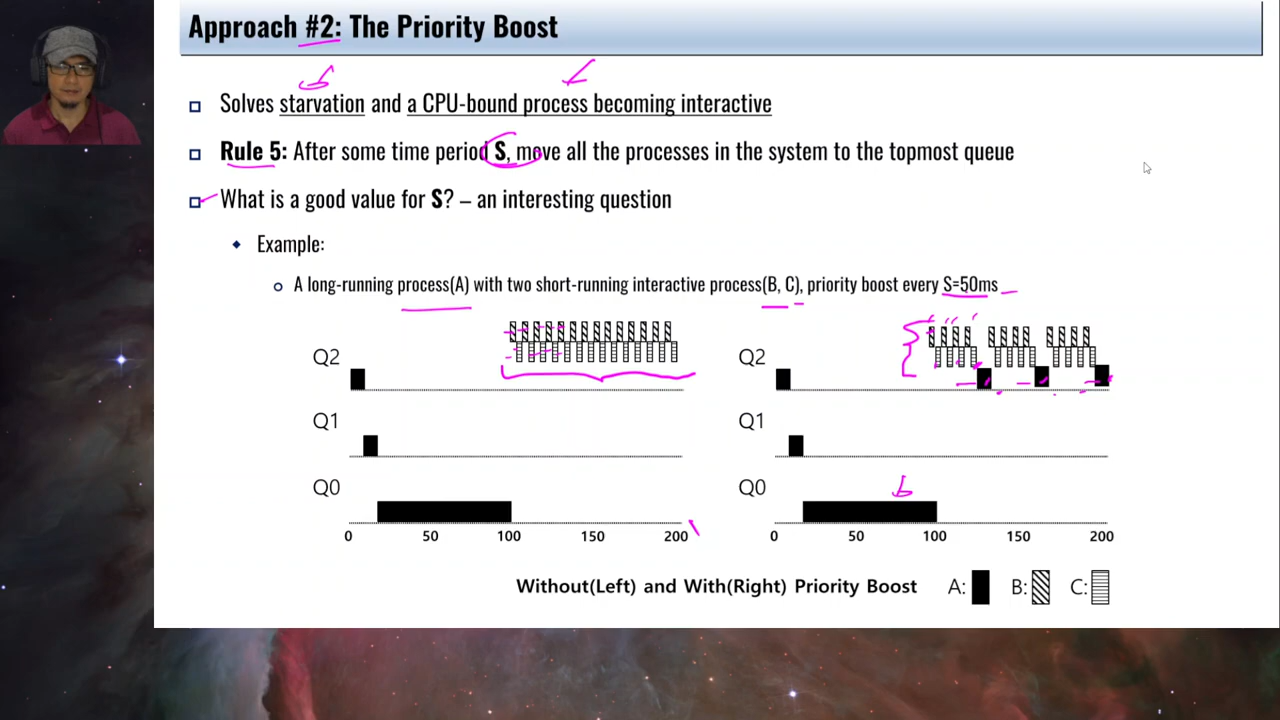 Approach #2: The Priority Boost
Solves starvation and a CPU-bound process becoming interactive
Rule 5: After some time period S, move all the processes in the system to the topmost queue
What is a good value for S? – an interesting question
Example:
A long-running process(A) with two short-running interactive process(B, C), priority boost every S=50ms
Q2
Q1
Q0
0 50 100 150 200
Q2
Q1
Q0
0 50 100 150 200
Without(Left) and With(Right) Priority Boost A: B: C: